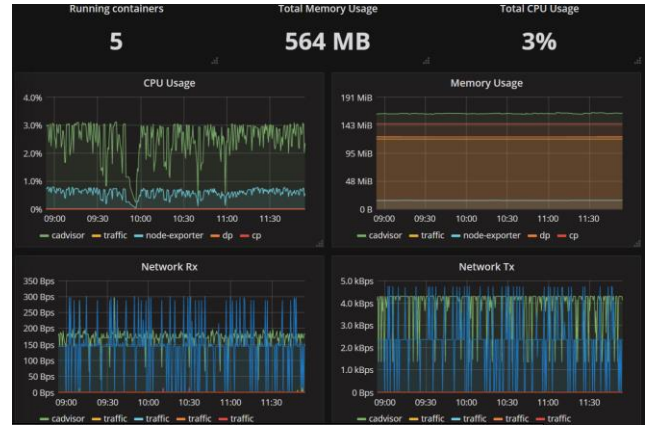 Running containers
5
Total Memory Usage
564 MB
Total CPU Usage
3%
CPU Usage
4.0%
3.0%
2.0%
1.0%
0%
09:00 09:30 10:00 10:30 11:00 11:30
cadvisor traffic node-exporter dp cp
Memory Usage
191 MiB
143 MiB
95 MiB
48 MiB
0 B
09:00 09:30 10:00 10:30 11:00 11:30
cadvisor traffic node-exporter dp cp
Network Rx
350 Bps
300 Bps
250 Bps
200 Bps
150 Bps
100 Bps
50 Bps
0 Bps
09:00 09:30 10:00 10:30 11:00 11:30
cadvisor traffic traffic traffic traffic
Network Tx
5.0 kBps
4.0 kBps
3.0 kBps
2.0 kBps
1.0 kBps
0 Bps
09:00 09:30 10:00 10:30 11:00 11:30
cadvisor traffic traffic traffic traffic